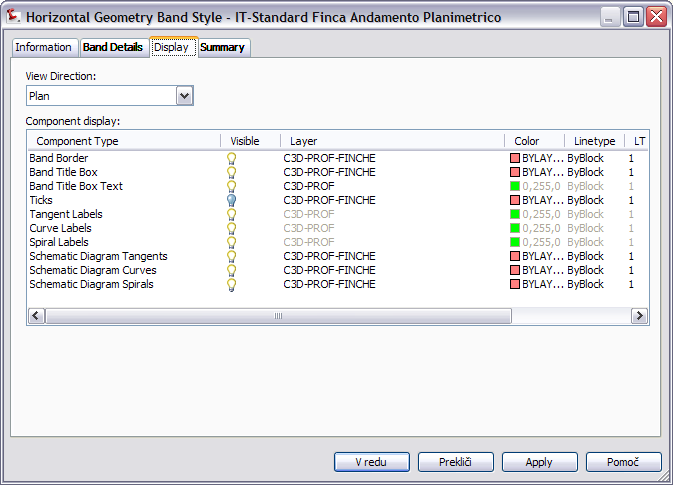 Horizontal Geometry Band Style - IT-Standard Finca Andamento Planimetrico
Information Band Details Display Summary
View Direction:
Plan
Component display:
Component Type Visible Layer Color Linetype LT
Band Border C3D-PROF-FINCHE BYLAY... ByBlock 1
Band Title Box C3D-PROF-FINCHE BYLAY... ByBlock 1
Band Title Box Text C3D-PROF 0,255,0 ByBlock 1
Ticks C3D-PROF-FINCHE BYLAY... ByBlock 1
Tangent Labels C3D-PROF 0,255,0 ByBlock 1
Curve Labels C3D-PROF 0,255,0 ByBlock 1
Spiral Labels C3D-PROF 0,255,0 ByBlock 1
Schematic Diagram Tangents C3D-PROF-FINCHE BYLAY... ByBlock 1
Schematic Diagram Curves C3D-PROF-FINCHE BYLAY... ByBlock 1
Schematic Diagram Spirals C3D-PROF-FINCHE BYLAY... ByBlock 1
V redu Prekliči Apply Pomoč